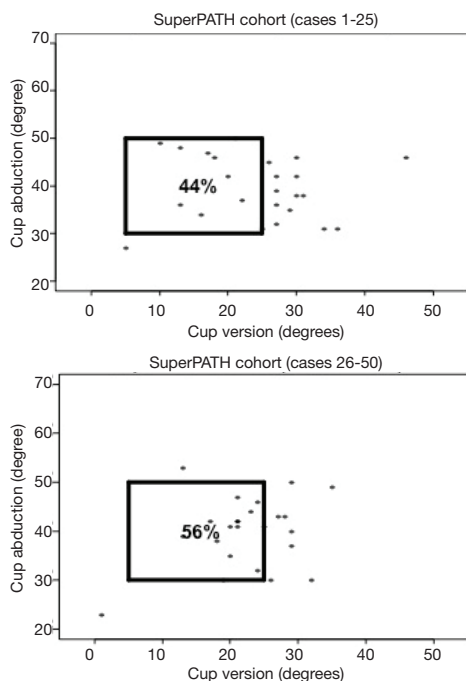 SuperPATH cohort (cases 1-25)
70
60
50
40
30
20
Cup abduction (degree)
44%
0 10 20 30 40 50
Cup version (degrees)
SuperPATH cohort (cases 26-50)
70
60
50
40
30
20
Cup abduction (degree)
56%
0 10 20 30 40 50
Cup version (degrees)